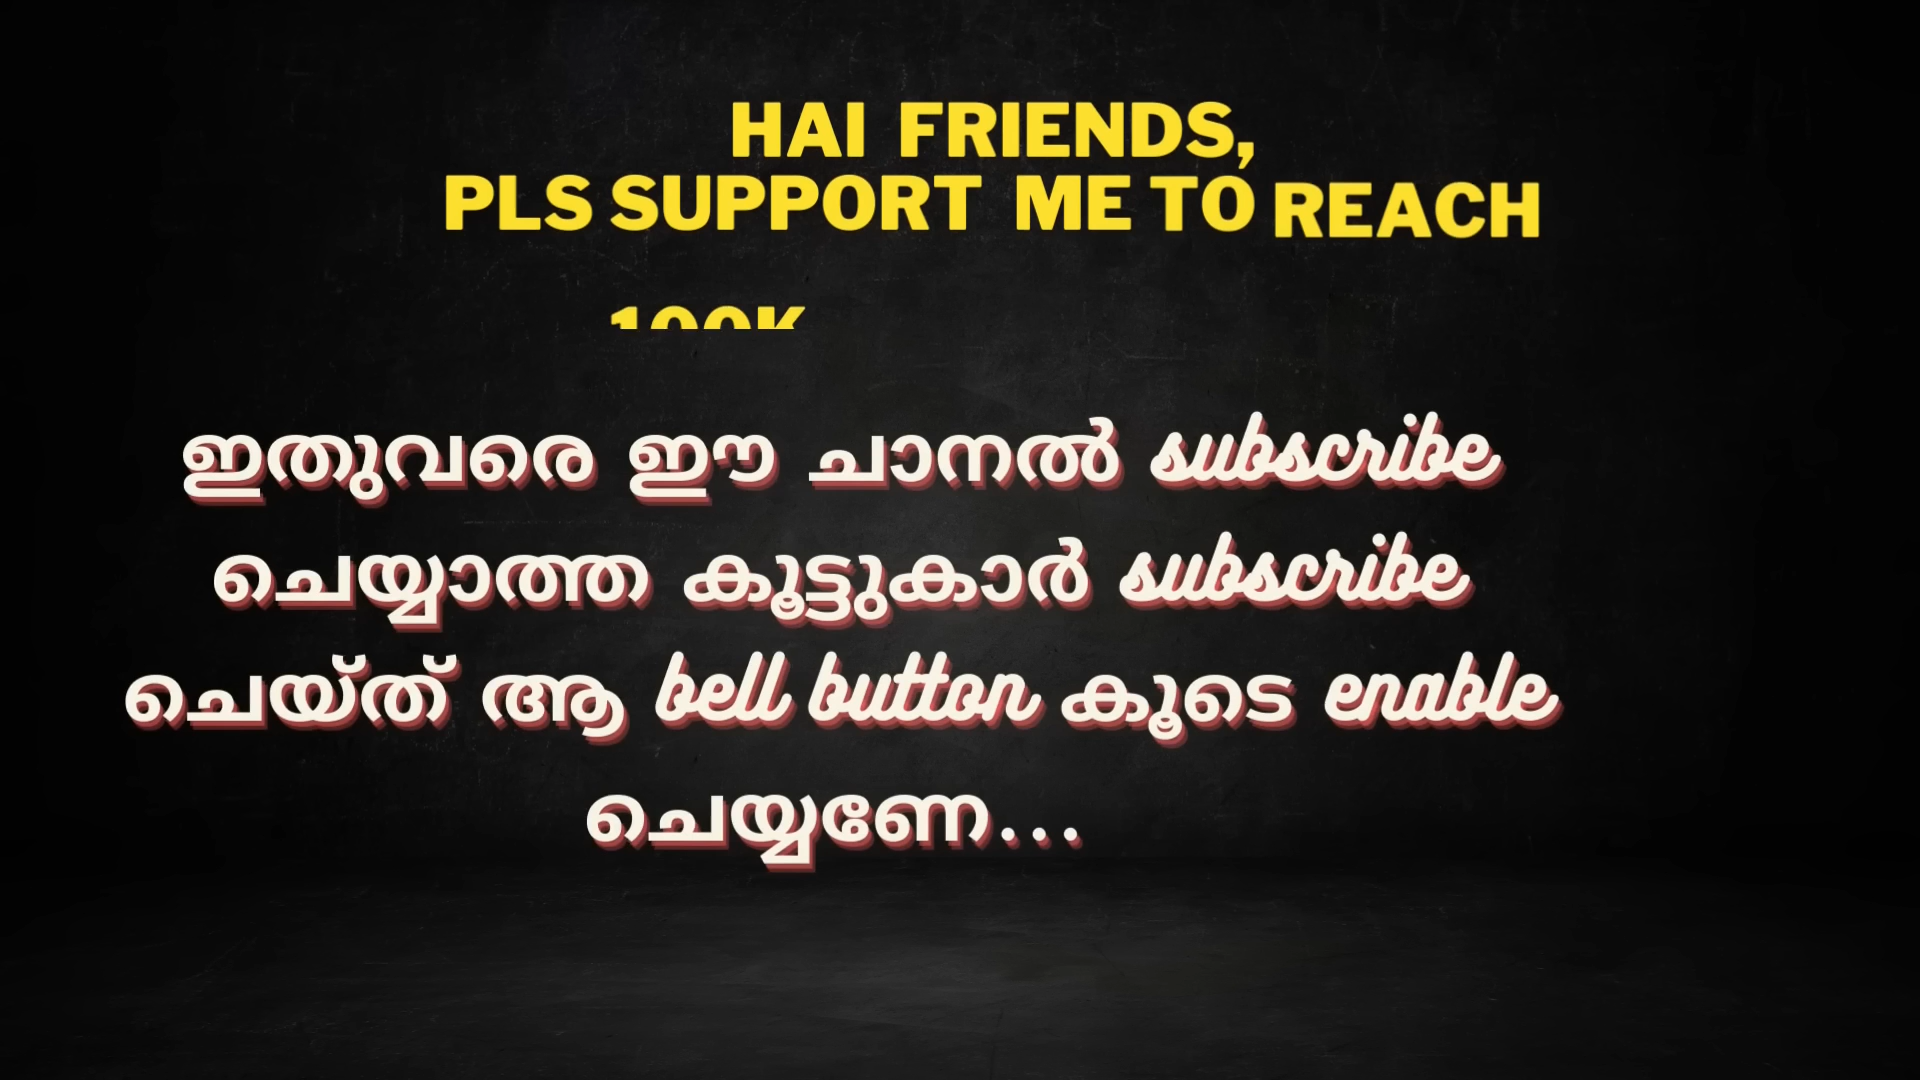 HAI FRIENDS,
PLS SUPPORT ME TO REACH
ഇതുവരെ ഈ ചാനൽ subscribe
ചെയ്യാത്ത കൂട്ടുകാർ subscribe
ചെയ്ത് ആ bell button കൂടെ enable
ചെയ്യണേ...